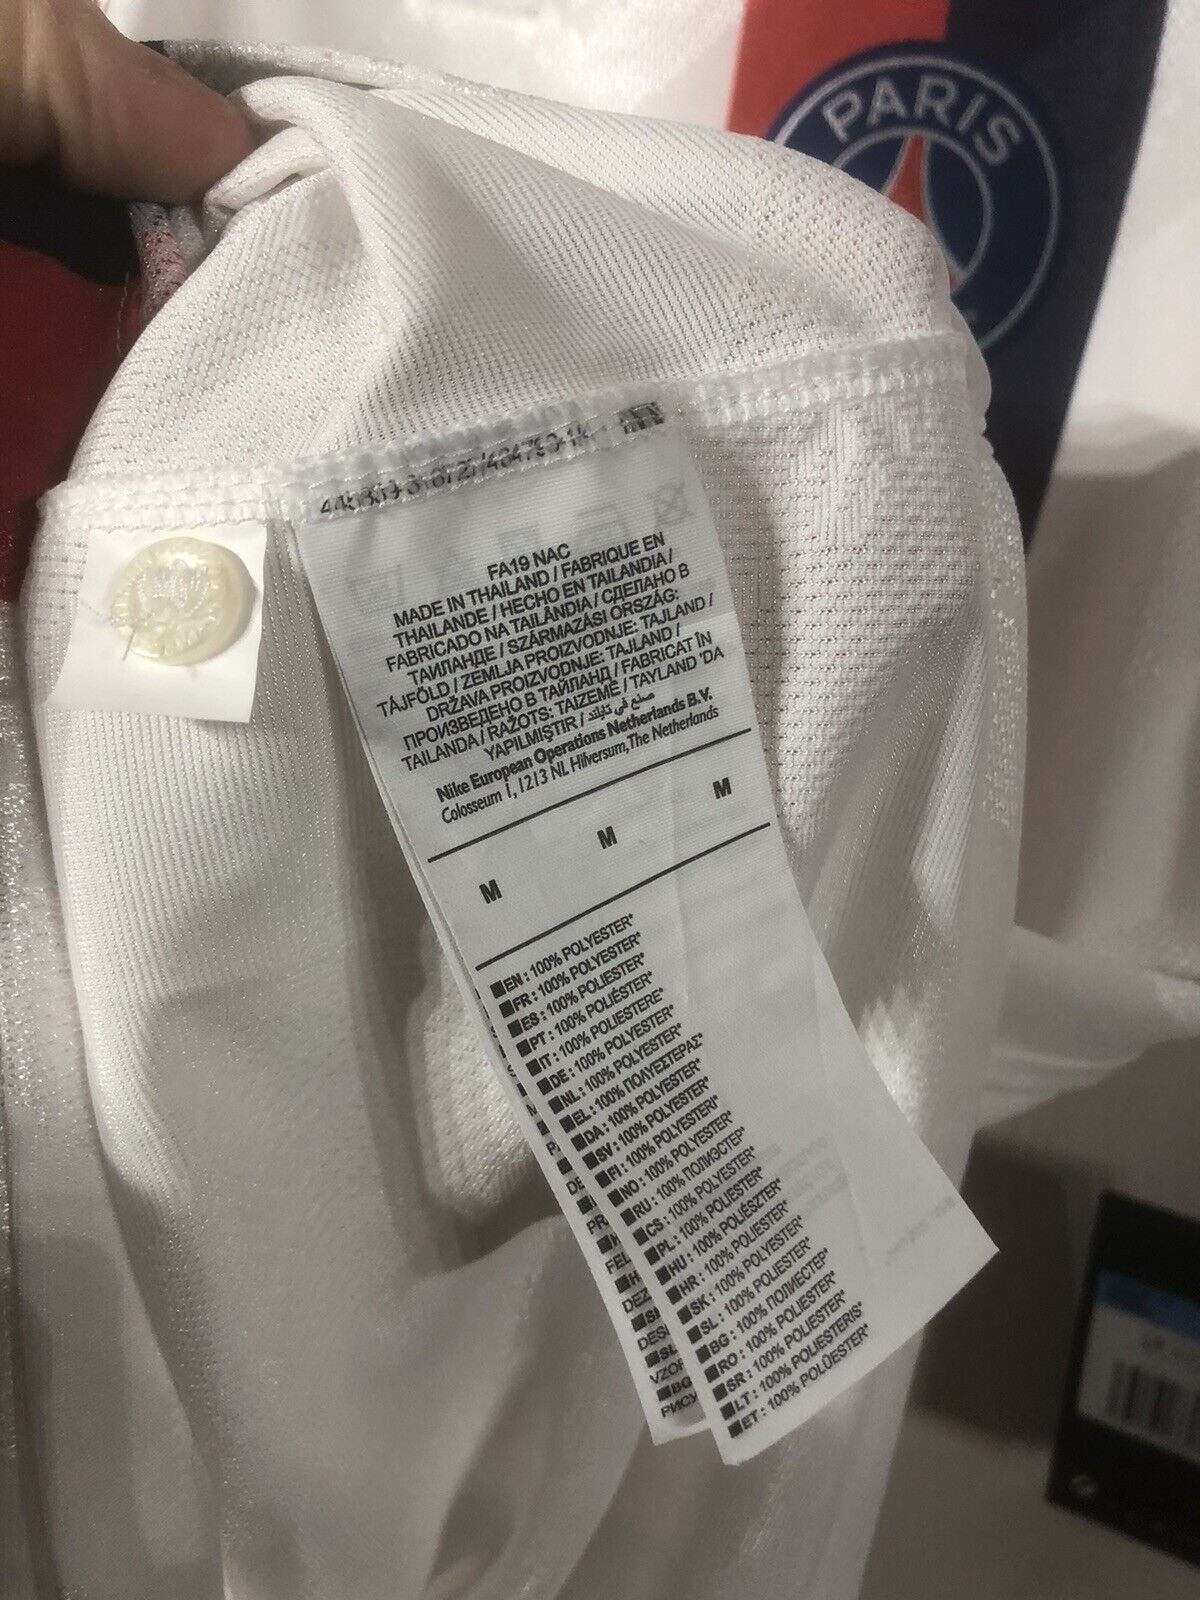 PARIS
FA19 NAC
MADE IN THAILAND / FABRIQUE EN
THAILANDE / HECHO EN TAILANDIA /
FABRICADO NA TAILÂNDIA / СДЕЛАНО В
ТАИЛАНДЕ / SZÁRMAZÁSI ORSZÁG:
TÁJFÖLD / ZEMLJA PROIZVODNJE: TAJLAND /
DRŽAVA PROIZVODNJE: TAJLAND /
ПРОИЗВЕДЕНО В ТАЙЛАНД / FABRICAT ÎN
TAILANDA / RAŽOTS: TAIZEMĒ / TAYLAND 'DA
YAPILMIŞTIR / صنع في تايلند
Nike European Operations Netherlands B.V.
Colosseum 1, 1213 NL Hilversum, The Netherlands
M M M
EN : 100% POLYESTER*
FR : 100% POLYESTER*
ES : 100% POLIESTER*
PT : 100% POLIÉSTER*
IT : 100% POLIESTERE*
DE : 100% POLYESTER*
NL : 100% POLYESTER*
EL : 100% ΠΟΛΥΕΣΤΕΡΑΣ*
DA : 100% POLYESTER*
SV : 100% POLYESTER*
FI : 100% POLYESTERI*
NO : 100% POLYESTER*
RU : 100% ПОЛИЭСТЕР*
CS : 100% POLYESTER*
PL : 100% POLIESTER*
HU : 100% POLIÉSZTER*
HR : 100% POLIESTER*
SK : 100% POLYESTER*
SL : 100% POLIESTER*
BG : 100% ПОЛИЕСТЕР*
RO : 100% POLIESTER*
SR : 100% POLIESTER*
LT : 100% POLIESTERIS*
ET : 100% POLÜESTER*